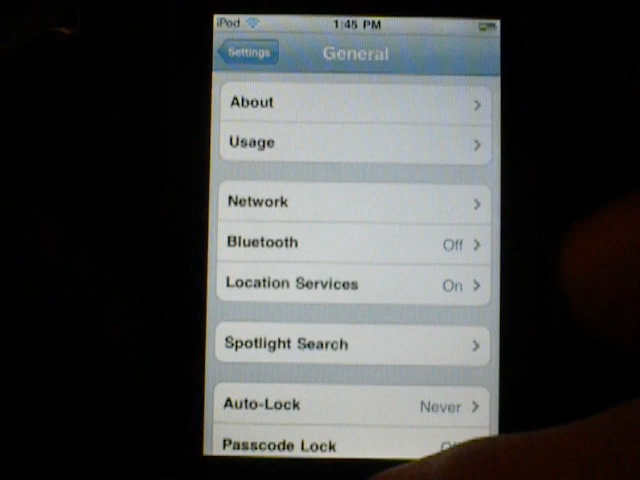 iPod 1:45 PM
Settings General
About
Usage
Network
Bluetooth Off
Location Services On
Spotlight Search
Auto-Lock Never
Passcode Lock